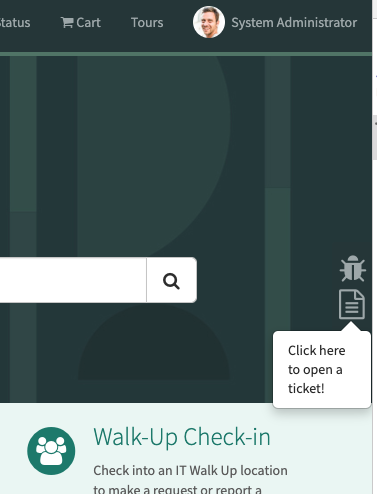 Cart
Tours
System Administrator
Click here
to open a
ticket!
Walk-Up Check-in
Check into an IT Walk Up location
to make a request or report a